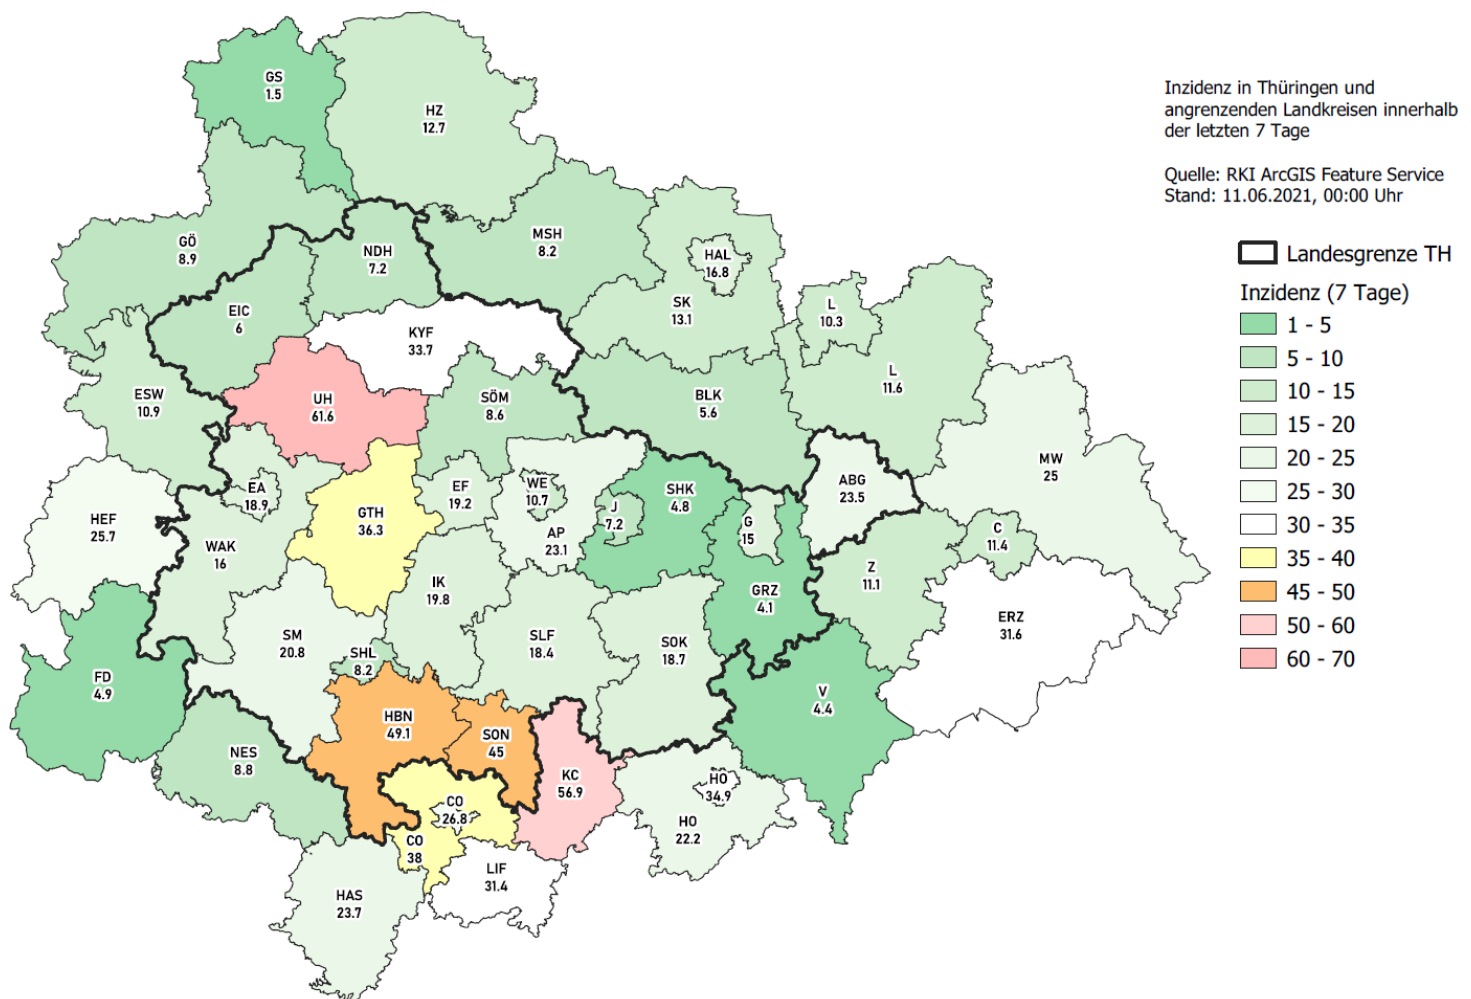 GS
1.5
HZ
12.7
Inzidenz in Thüringen und
angrenzenden Landkreisen innerhalb
der letzten 7 Tage
Quelle: RKI ArcGIS Feature Service
Stand: 11.06.2021, 00:00 Uhr
Landesgrenze TH
Inzidenz (7 Tage)
1 - 5
5 - 10
10 - 15
15 - 20
20 - 25
25 - 30
30 - 35
35 - 40
45 - 50
50 - 60
60 - 70
GÖ
8.9
NDH
7.2
MSH
8.2
HAL
16.8
EIC
6
KYF
33.7
SK
13.1
L
10.3
L
11.6
ESW
10.9
UH
61.6
SÖM
8.6
BLK
5.6
MW
25
HEF
25.7
EA
18.9
GTH
36.3
EF
19.2
WE
10.7
AP
23.1
J
7.2
SHK
4.8
G
15
ABG
23.5
C
11.4
WAK
16
IK
19.8
Z
11.1
GRZ
4.1
ERZ
31.6
SM
20.8
SHL
8.2
SLF
18.4
SOK
18.7
FD
4.9
V
4.4
HBN
49.1
SON
45
NES
8.8
KC
56.9
HO
34.9
HO
22.2
CO
26.8
CO
38
LIF
31.4
HAS
23.7